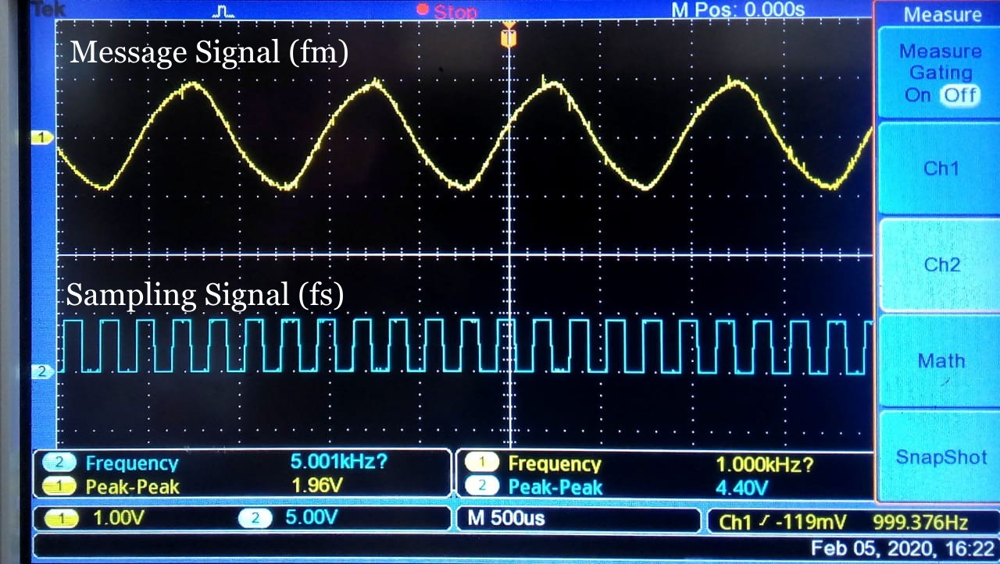 Tek
Stop
M Pos: 0.000s
Measure
Message Signal (fm)
Measure
Gating
On Off
1
Ch1
Ch2
Sampling Signal (fs)
2
Math
SnapShot
2 Frequency 5.001kHz?
1 Peak-Peak 1.96V
1 Frequency 1.000kHz?
2 Peak-Peak 4.40V
1 1.00V 2 5.00V
M 500us
Ch1 -119mV 999.376Hz
Feb 05, 2020, 16:22